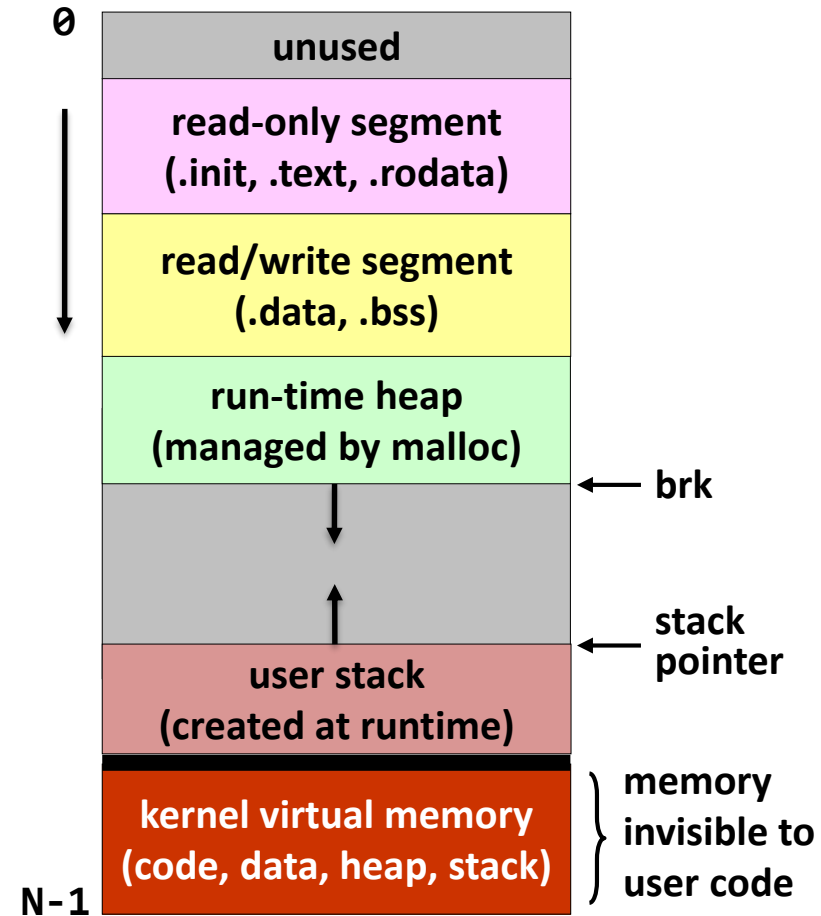 0
unused
read-only segment
(.init, .text, .rodata)
read/write segment
(.data, .bss)
run-time heap
(managed by malloc)
brk
stack
pointer
user stack
(created at runtime)
kernel virtual memory
(code, data, heap, stack)
memory
invisible to
user code
N-1